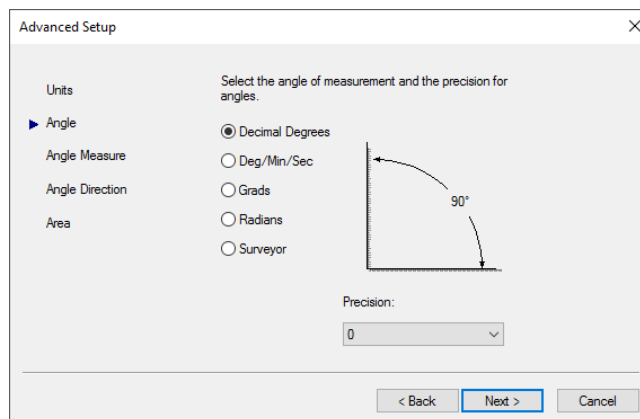 Advanced Setup
Units
Angle
Angle Measure
Angle Direction
Area
Select the angle of measurement and the precision for
angles.
Decimal Degrees
Deg/Min/Sec
Grads
Radians
Surveyor
90°
Precision:
0
< Back
Next >
Cancel